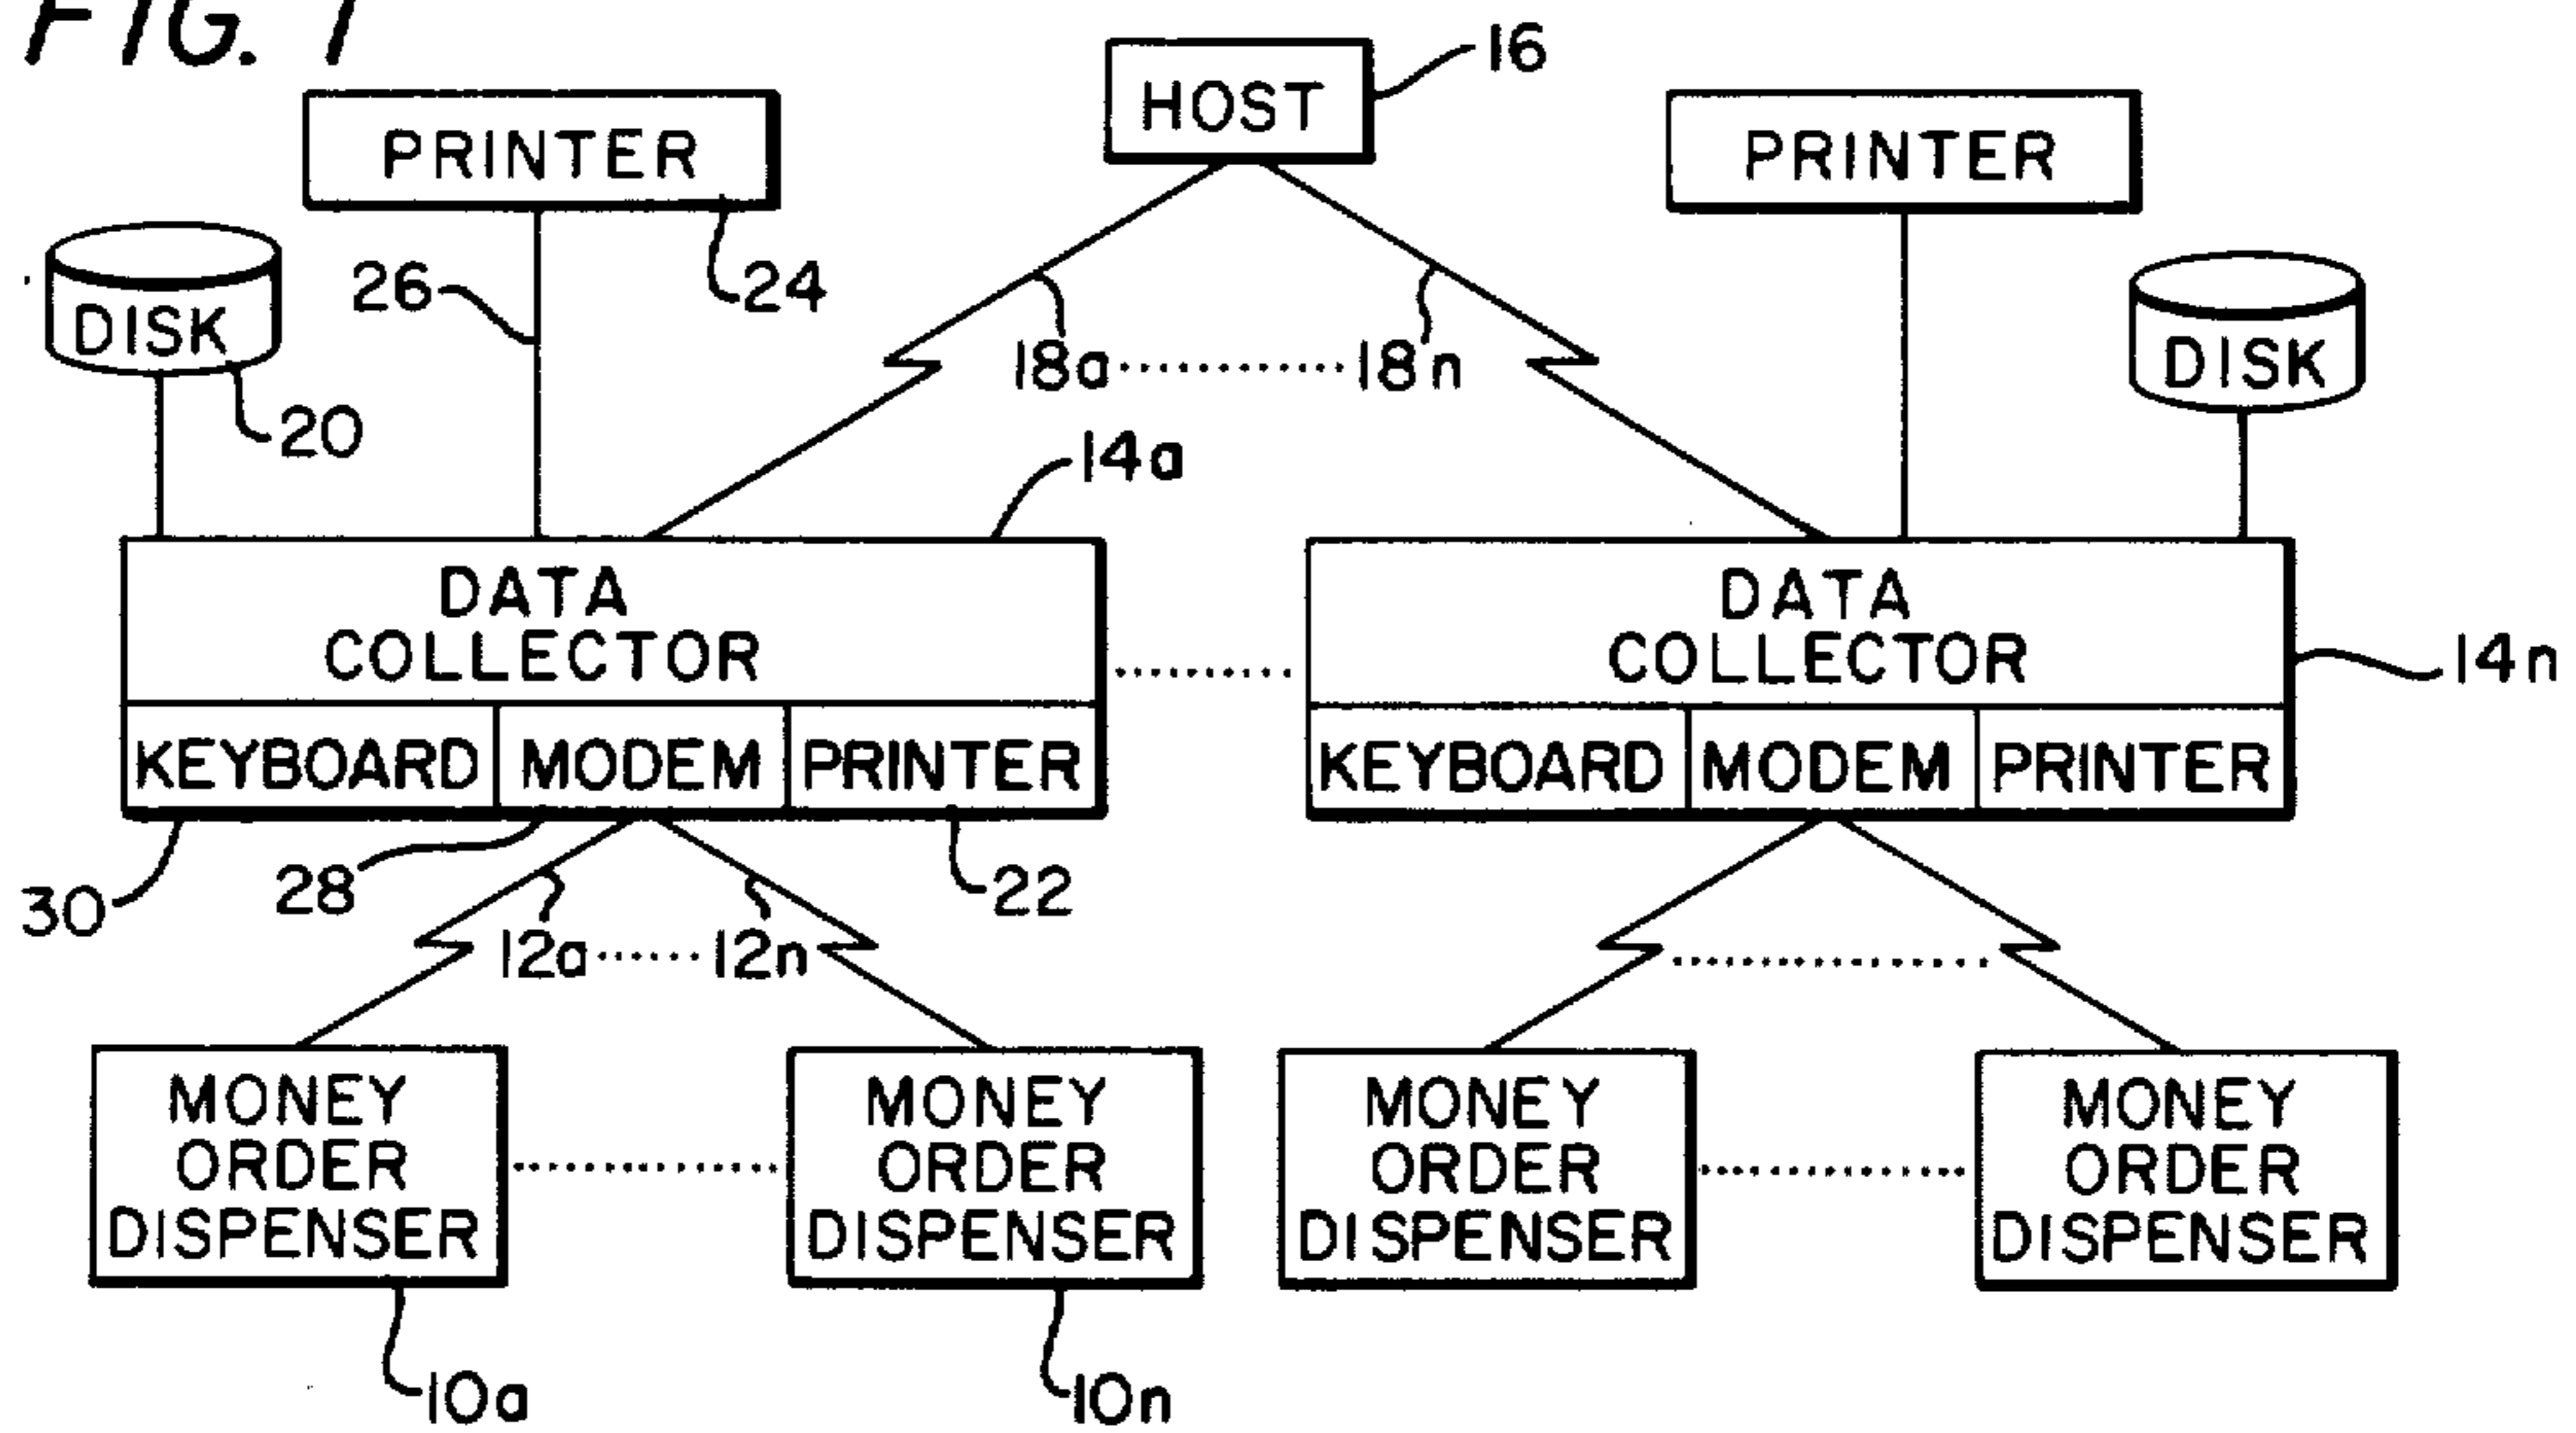 FIG. 1
HOST
16
PRINTER
24
PRINTER
DISK
20
26
18a
18n
DISK
14a
DATA
COLLECTOR
KEYBOARD
MODEM
PRINTER
30
28
22
DATA
COLLECTOR
KEYBOARD
MODEM
PRINTER
14n
12a
12n
MONEY
ORDER
DISPENSER
10a
MONEY
ORDER
DISPENSER
10n
MONEY
ORDER
DISPENSER
MONEY
ORDER
DISPENSER